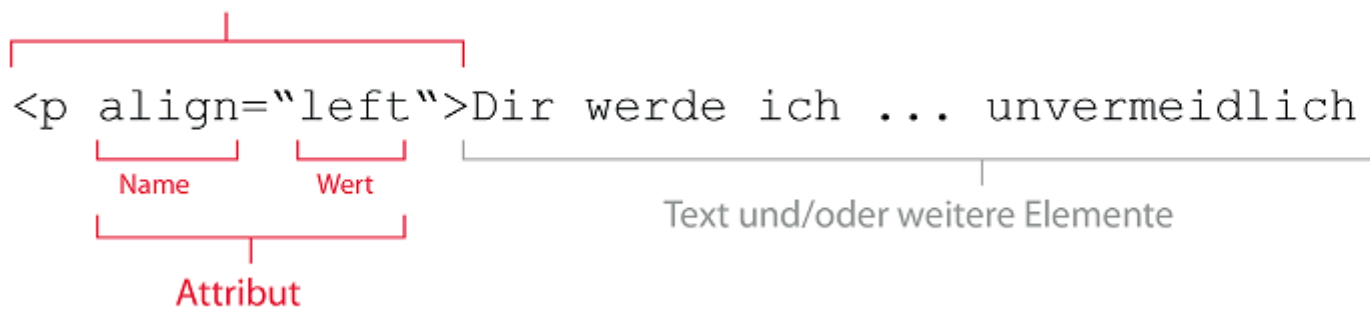 <p align=“left“>Dir werde ich ... unvermeidlich
Name Wert
Text und/oder weitere Elemente
Attribut